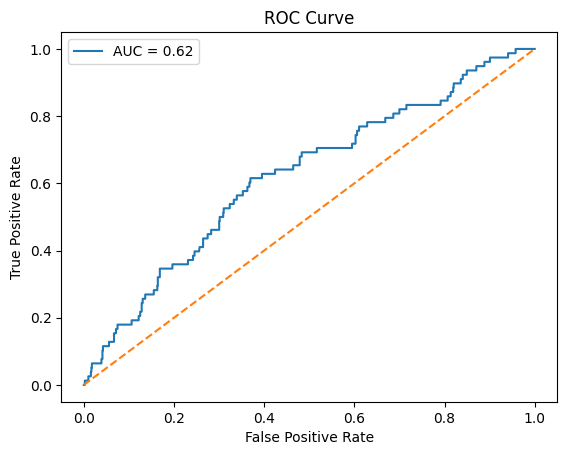 ROC Curve
AUC = 0.62
True Positive Rate
1.0
0.8
0.6
0.4
0.2
0.0
0.0 0.2 0.4 0.6 0.8 1.0
False Positive Rate